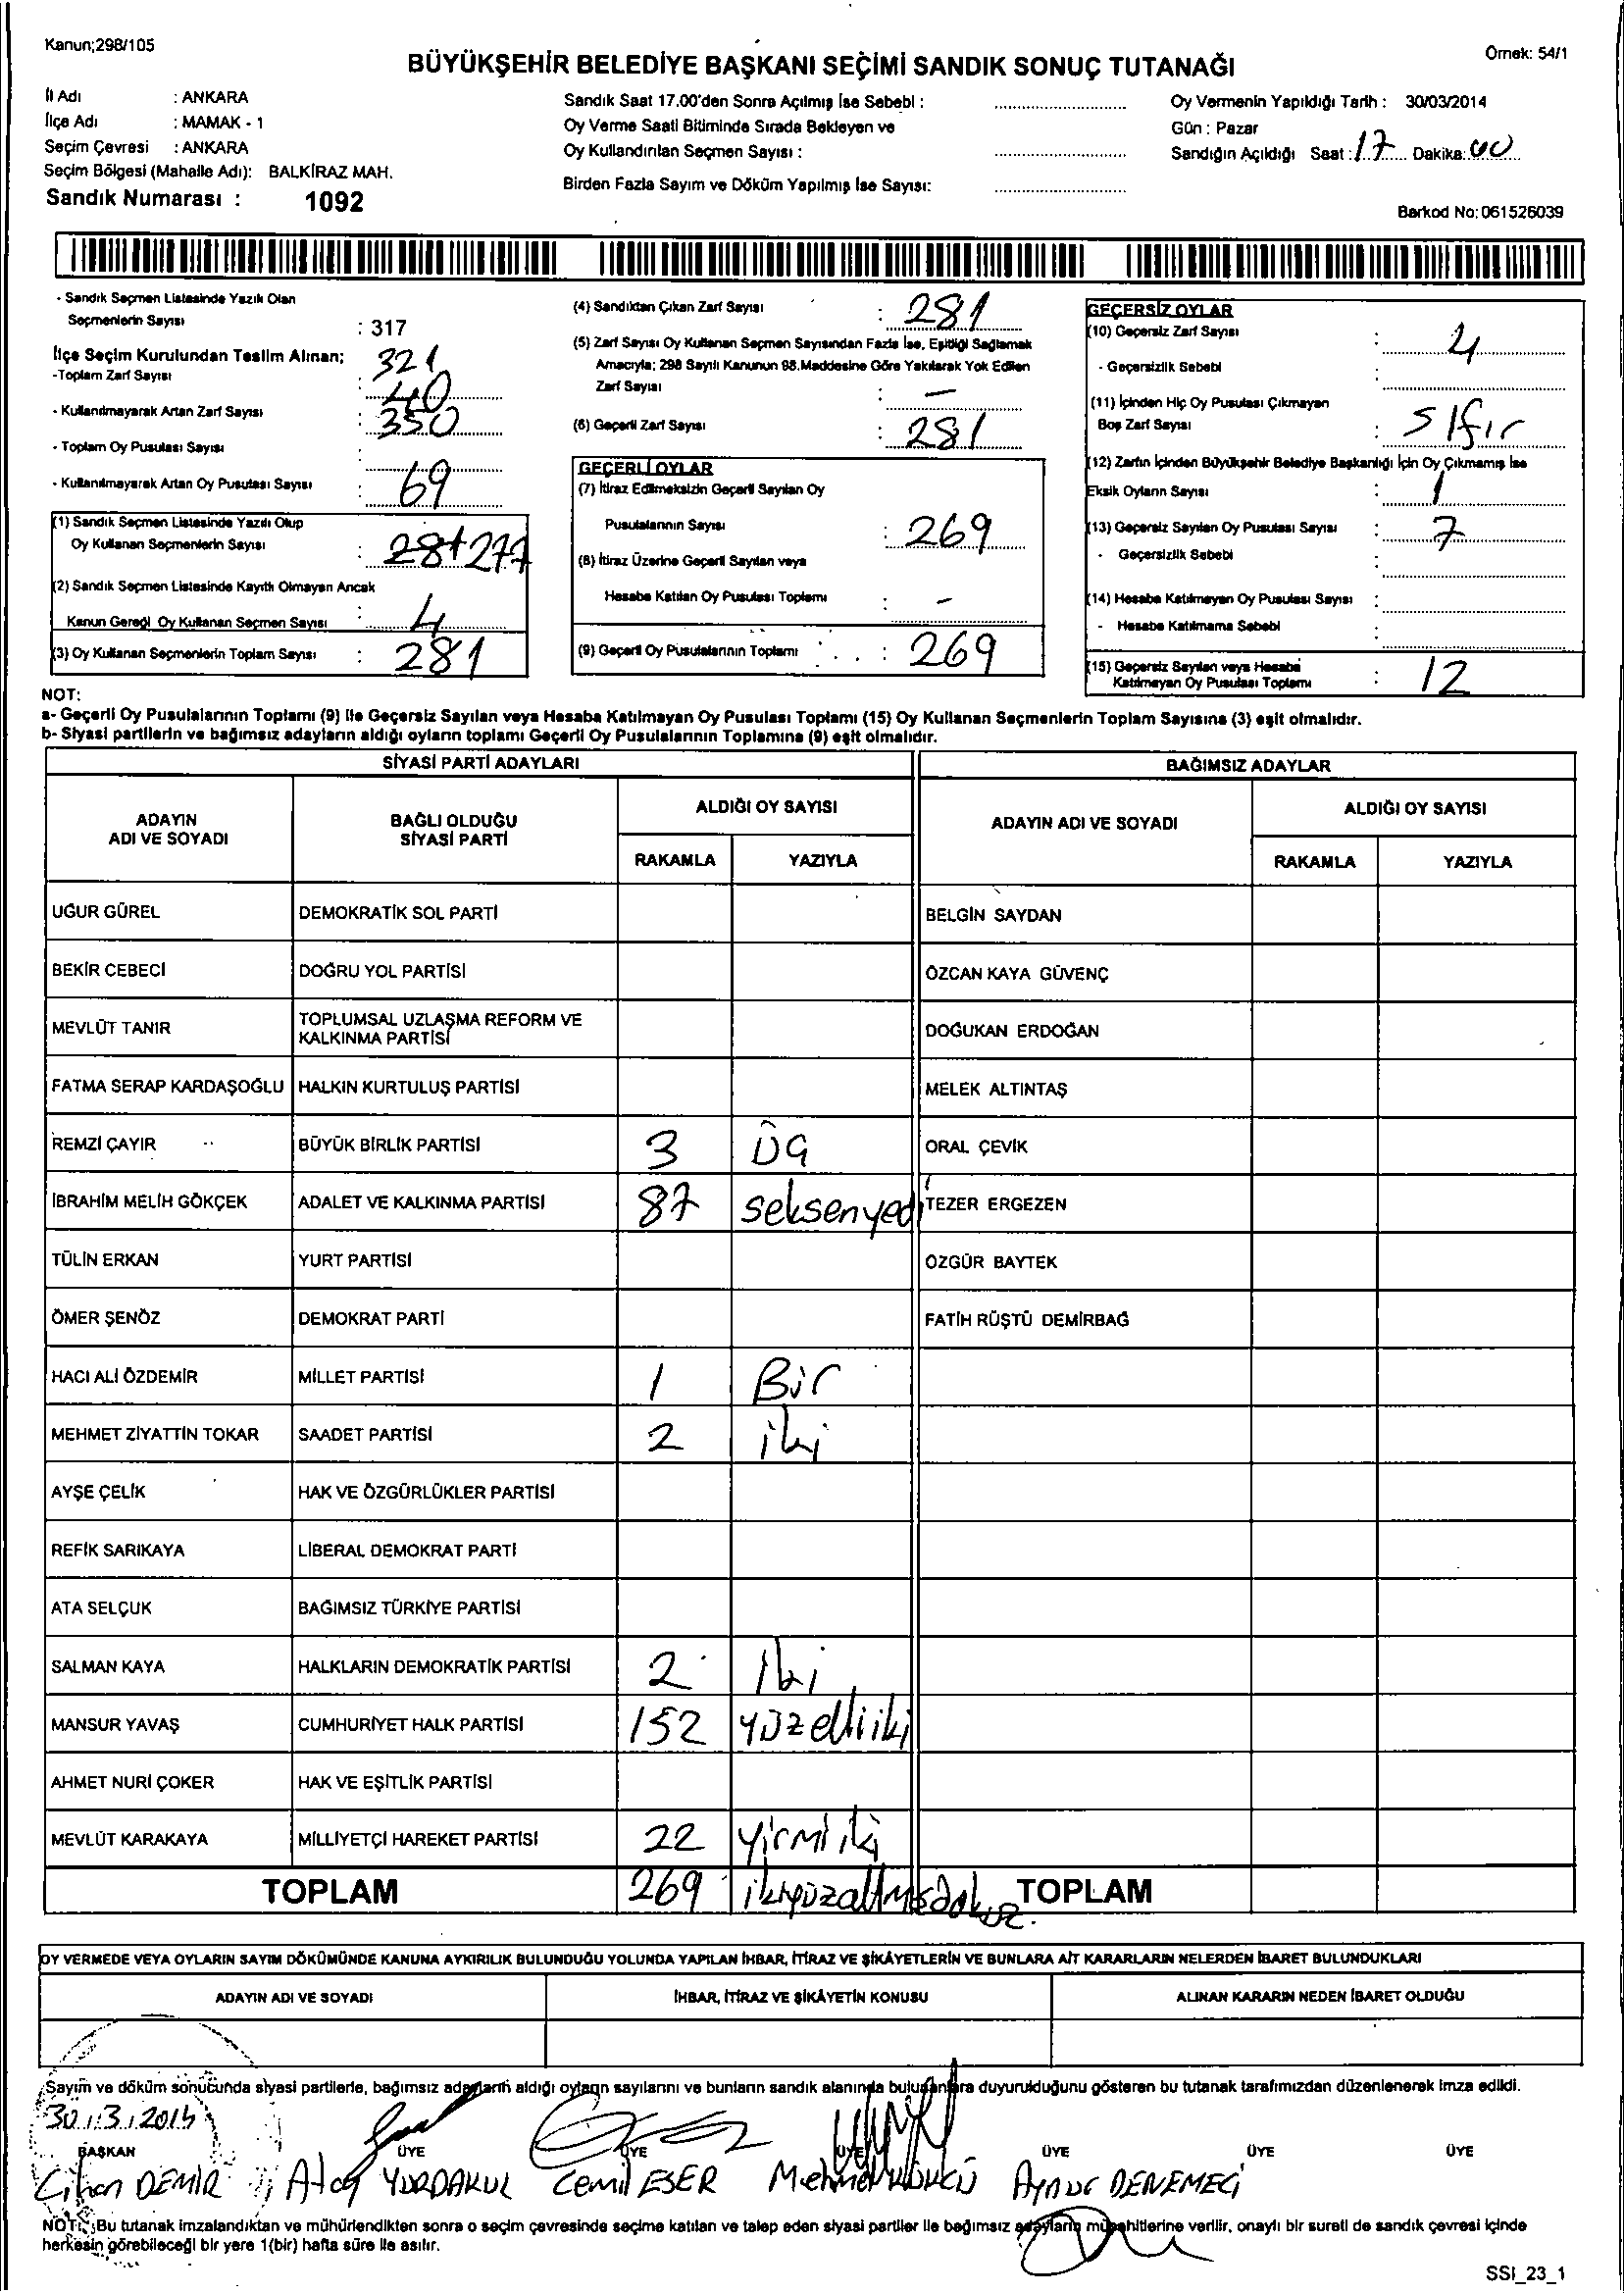 Kanun;298/105
Örnek: 54/1
BÜYÜKŞEHİR BELEDİYE BAŞKANI SEÇİMİ SANDIK SONUÇ TUTANAĞI
İl Adı : ANKARA
İlçe Adı : MAMAK - 1
Seçim Çevresi : ANKARA
Seçim Bölgesi (Mahalle Adı): BALKİRAZ MAH.
Sandık Numarası : 1092
Sandık Saat 17.00'den Sonra Açılmış İse Sebebi :
Oy Verme Saati Bitiminde Sırada Bekleyen ve
Oy Kullandırılan Seçmen Sayısı :
Birden Fazla Sayım ve Döküm Yapılmış İse Sayısı:
Oy Vermenin Yapıldığı Tarih : 30/03/2014
Gün : Pazar
Sandığın Açıldığı Saat : 17 Dakika: 00
Barkod No: 061526039
- Sandık Seçmen Listesinde Yazılı Olan
Seçmenlerin Sayısı : 317
İlçe Seçim Kurulundan Teslim Alınan;
-Toplam Zarf Sayısı : 321
- Kullanılmayarak Artan Zarf Sayısı : 40
- Toplam Oy Pusulası Sayısı : 350
- Kullanılmayarak Artan Oy Pusulası Sayısı : 69
(1) Sandık Seçmen Listesinde Yazılı Olup
Oy Kullanan Seçmenlerin Sayısı : 277
(2) Sandık Seçmen Listesinde Kayıtlı Olmayan Ancak
Kanun Gereği Oy Kullanan Seçmen Sayısı : 4
(3) Oy Kullanan Seçmenlerin Toplam Sayısı : 281
(4) Sandıktan Çıkan Zarf Sayısı : 281
(5) Zarf Sayısı Oy Kullanan Seçmen Sayısından Fazla İse, Eşitliği Sağlamak
Amacıyla; 298 Sayılı Kanunun 98.Maddesine Göre Yakılarak Yok Edilen
Zarf Sayısı : -
(6) Geçerli Zarf Sayısı : 281
GEÇERLİ OYLAR
(7) İtiraz Edilmeksizin Geçerli Sayılan Oy
Pusulalarının Sayısı : 269
(8) İtiraz Üzerine Geçerli Sayılan veya
Hesaba Katılan Oy Pusulası Toplamı : -
(9) Geçerli Oy Pusulalarının Toplamı : 269
GEÇERSİZ OYLAR
(10) Geçersiz Zarf Sayısı : 4
- Geçersizlik Sebebi :
(11) İçinden Hiç Oy Pusulası Çıkmayan
Boş Zarf Sayısı : Sıfır
(12) Zarfın İçinden Büyükşehir Belediye Başkanlığı İçin Oy Çıkmamış İse
Eksik Oyların Sayısı : 1
(13) Geçersiz Sayılan Oy Pusulası Sayısı : 7
- Geçersizlik Sebebi :
(14) Hesaba Katılmayan Oy Pusulası Sayısı :
- Hesaba Katılmama Sebebi :
(15) Geçersiz Sayılan veya Hesaba
Katılmayan Oy Pusulası Toplamı : 12
NOT:
a- Geçerli Oy Pusulalarının Toplamı (9) ile Geçersiz Sayılan veya Hesaba Katılmayan Oy Pusulası Toplamı (15) Oy Kullanan Seçmenlerin Toplam Sayısına (3) eşit olmalıdır.
b- Siyasi partilerin ve bağımsız adayların aldığı oyların toplamı Geçerli Oy Pusulalarının Toplamına (9) eşit olmalıdır.
SİYASİ PARTİ ADAYLARI BAĞIMSIZ ADAYLAR
ADAYIN ADI VE SOYADI BAĞLI OLDUĞU SİYASİ PARTİ ALDIĞI OY SAYISI ADAYIN ADI VE SOYADI ALDIĞI OY SAYISI
RAKAMLA YAZIYLA RAKAMLA YAZIYLA
UĞUR GÜREL DEMOKRATİK SOL PARTİ BELGİN SAYDAN
BEKİR CEBECİ DOĞRU YOL PARTİSİ ÖZCAN KAYA GÜVENÇ
MEVLÜT TANIR TOPLUMSAL UZLAŞMA REFORM VE KALKINMA PARTİSİ DOĞUKAN ERDOĞAN
FATMA SERAP KARDAŞOĞLU HALKIN KURTULUŞ PARTİSİ MELEK ALTINTAŞ
REMZİ ÇAYIR BÜYÜK BİRLİK PARTİSİ 3 Üç ORAL ÇEVİK
İBRAHİM MELİH GÖKÇEK ADALET VE KALKINMA PARTİSİ 87 seksenyedi TEZER ERGEZEN
TÜLİN ERKAN YURT PARTİSİ ÖZGÜR BAYTEK
ÖMER ŞENÖZ DEMOKRAT PARTİ FATİH RÜŞTÜ DEMİRBAĞ
HACI ALİ ÖZDEMİR MİLLET PARTİSİ 1 Bir
MEHMET ZİYATTİN TOKAR SAADET PARTİSİ 2 iki
AYŞE ÇELİK HAK VE ÖZGÜRLÜKLER PARTİSİ
REFİK SARIKAYA LİBERAL DEMOKRAT PARTİ
ATA SELÇUK BAĞIMSIZ TÜRKİYE PARTİSİ
SALMAN KAYA HALKLARIN DEMOKRATİK PARTİSİ 2 iki
MANSUR YAVAŞ CUMHURİYET HALK PARTİSİ 152 yüzelliiki
AHMET NURİ ÇOKER HAK VE EŞİTLİK PARTİSİ
MEVLÜT KARAKAYA MİLLİYETÇİ HAREKET PARTİSİ 22 yirmiiki
TOPLAM 269 ikiyüzaltmışdokuz TOPLAM
OY VERMEDE VEYA OYLARIN SAYIM DÖKÜMÜNDE KANUNA AYKIRILIK BULUNDUĞU YOLUNDA YAPILAN İHBAR, İTİRAZ VE ŞİKÂYETLERİN VE BUNLARA AİT KARARLARIN NELERDEN İBARET BULUNDUKLARI
ADAYIN ADI VE SOYADI İHBAR, İTİRAZ VE ŞİKÂYETİN KONUSU ALINAN KARARIN NEDEN İBARET OLDUĞU
Sayım ve döküm sonucunda siyasi partilerle, bağımsız adayların aldığı oyların sayılarını ve bunların sandık alanında bulunanlara duyurulduğunu gösteren bu tutanak tarafımızdan düzenlenerek imza edildi.
30.3.2014
BAŞKAN ÜYE ÜYE ÜYE ÜYE ÜYE ÜYE
Cihan DEMİR YURDAKUL Cemil ESER Mehmet Aynur DENEMECİ
NOT: Bu tutanak imzalandıktan ve mühürlendikten sonra o seçim çevresinde seçime katılan ve talep eden siyasi partiler ile bağımsız adayların müşahitlerine verilir, onaylı bir sureti de sandık çevresi içinde
herkesin görebileceği bir yere 1(bir) hafta süre ile asılır.
SSI_23_1